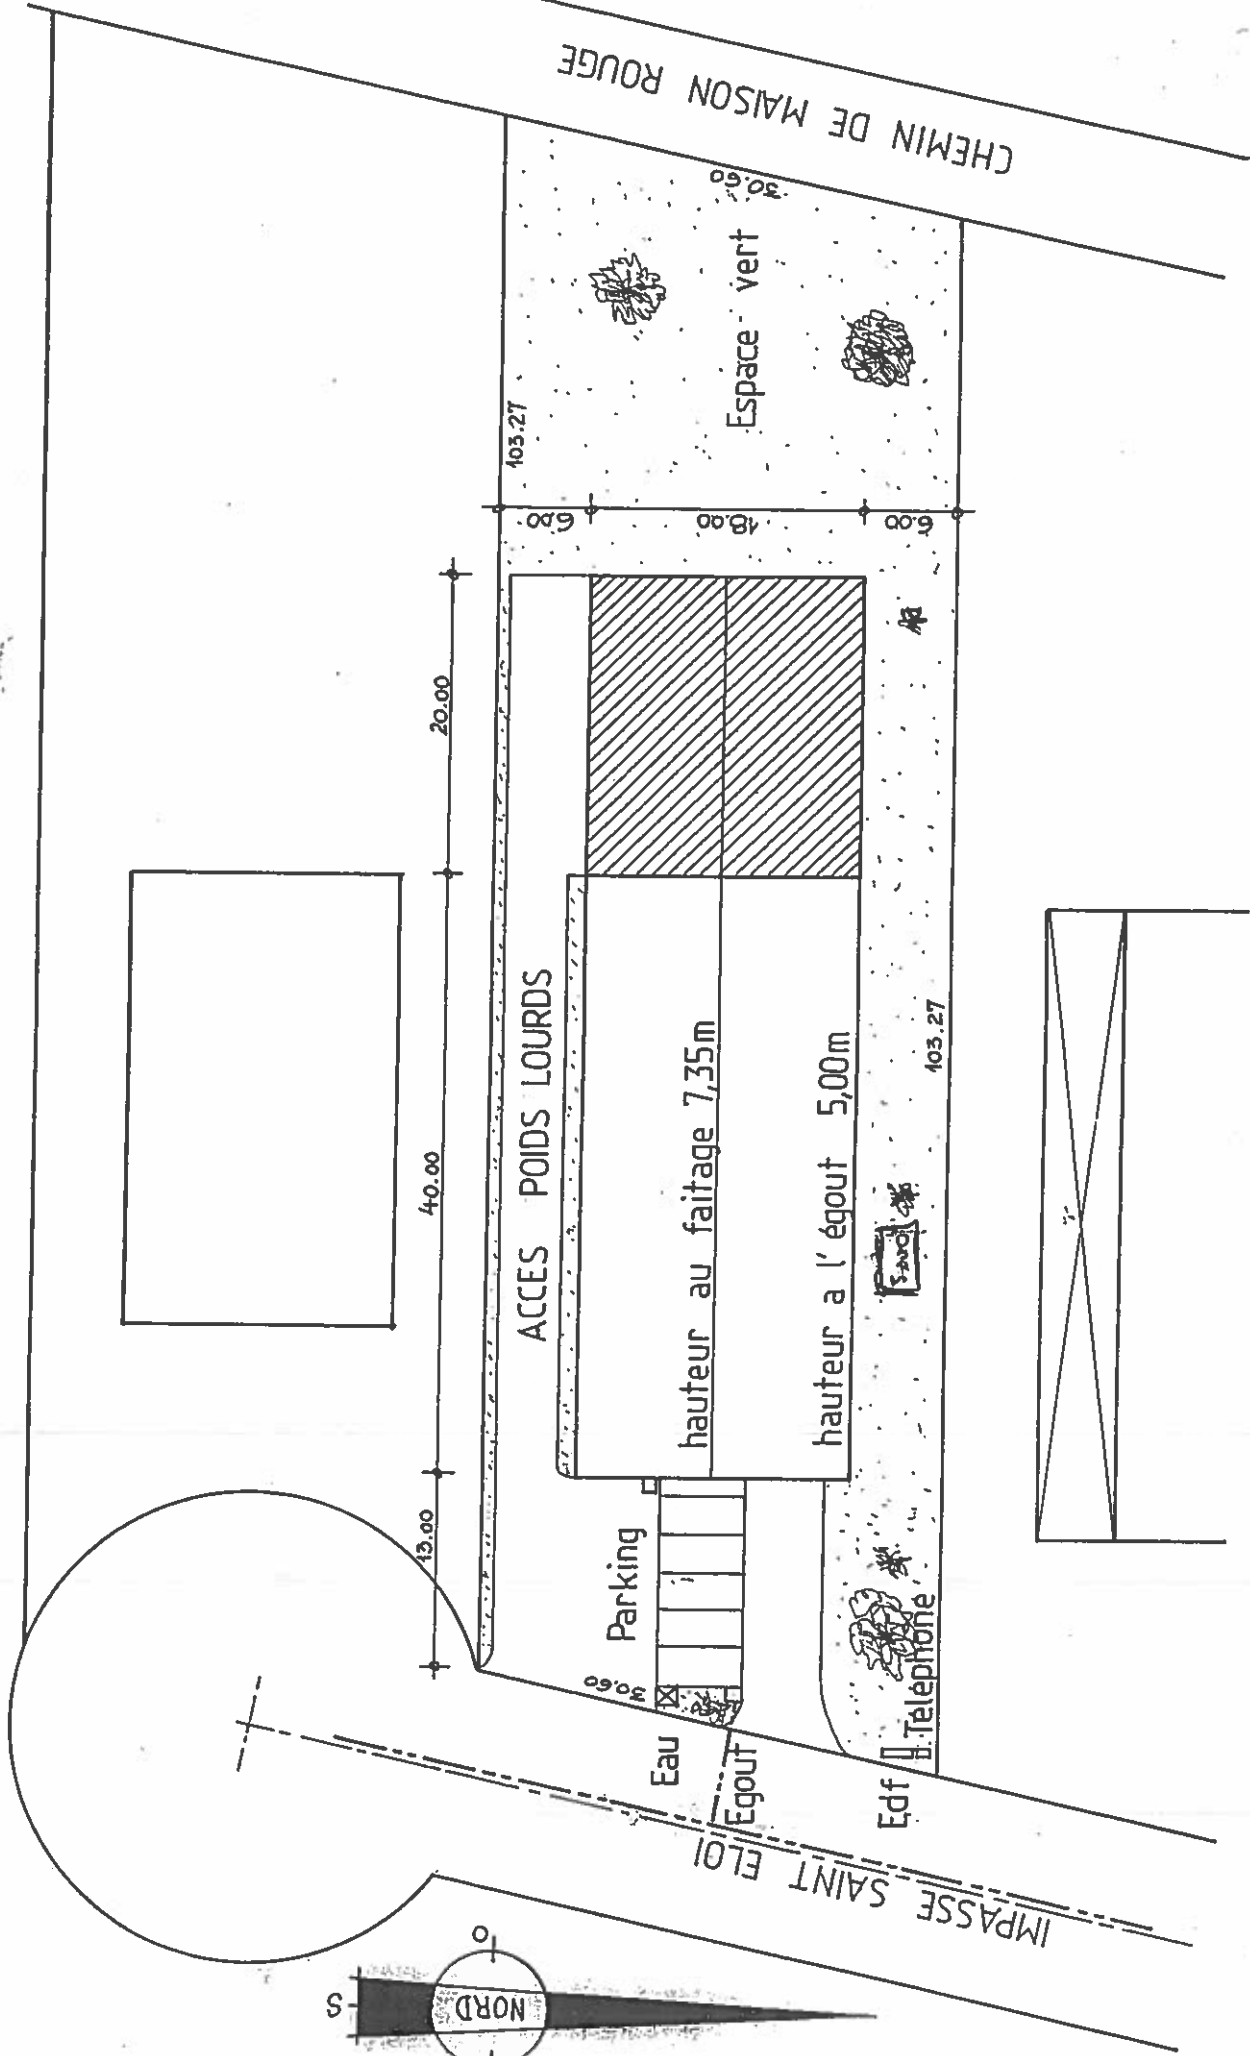 CHEMIN DE MAISON ROUGE
30.60
Espace vert
103.27
6.00
18.00
6.00
20.00
40.00
13.00
ACCES POIDS LOURDS
hauteur au faitage 7,35m
hauteur a l'égout 5,00m
103.27
Parking
30.60
Eau
Egout
Edf
Téléphone
IMPASSE SAINT ELOI
S
O
NORD